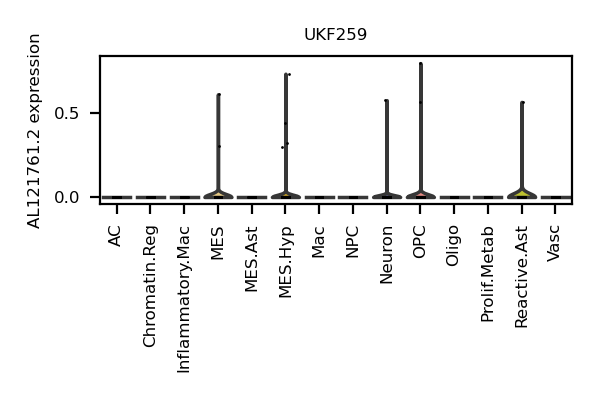 UKF259
AL121761.2 expression
0.5
0.0
AC
Chromatin.Reg
Inflammatory.Mac
MES
MES.Ast
MES.Hyp
Mac
NPC
Neuron
OPC
Oligo
Prolif.Metab
Reactive.Ast
Vasc